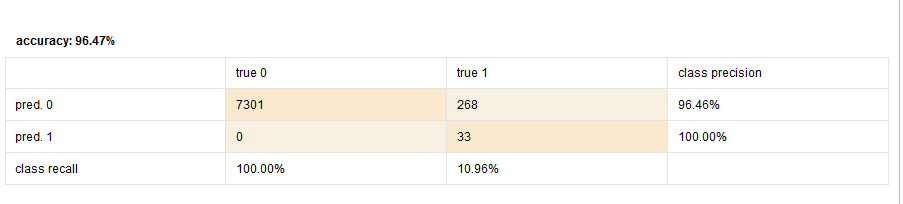 accuracy: 96.47%
true 0 true 1 class precision
pred. 0 7301 268 96.46%
pred. 1 0 33 100.00%
class recall 100.00% 10.96%